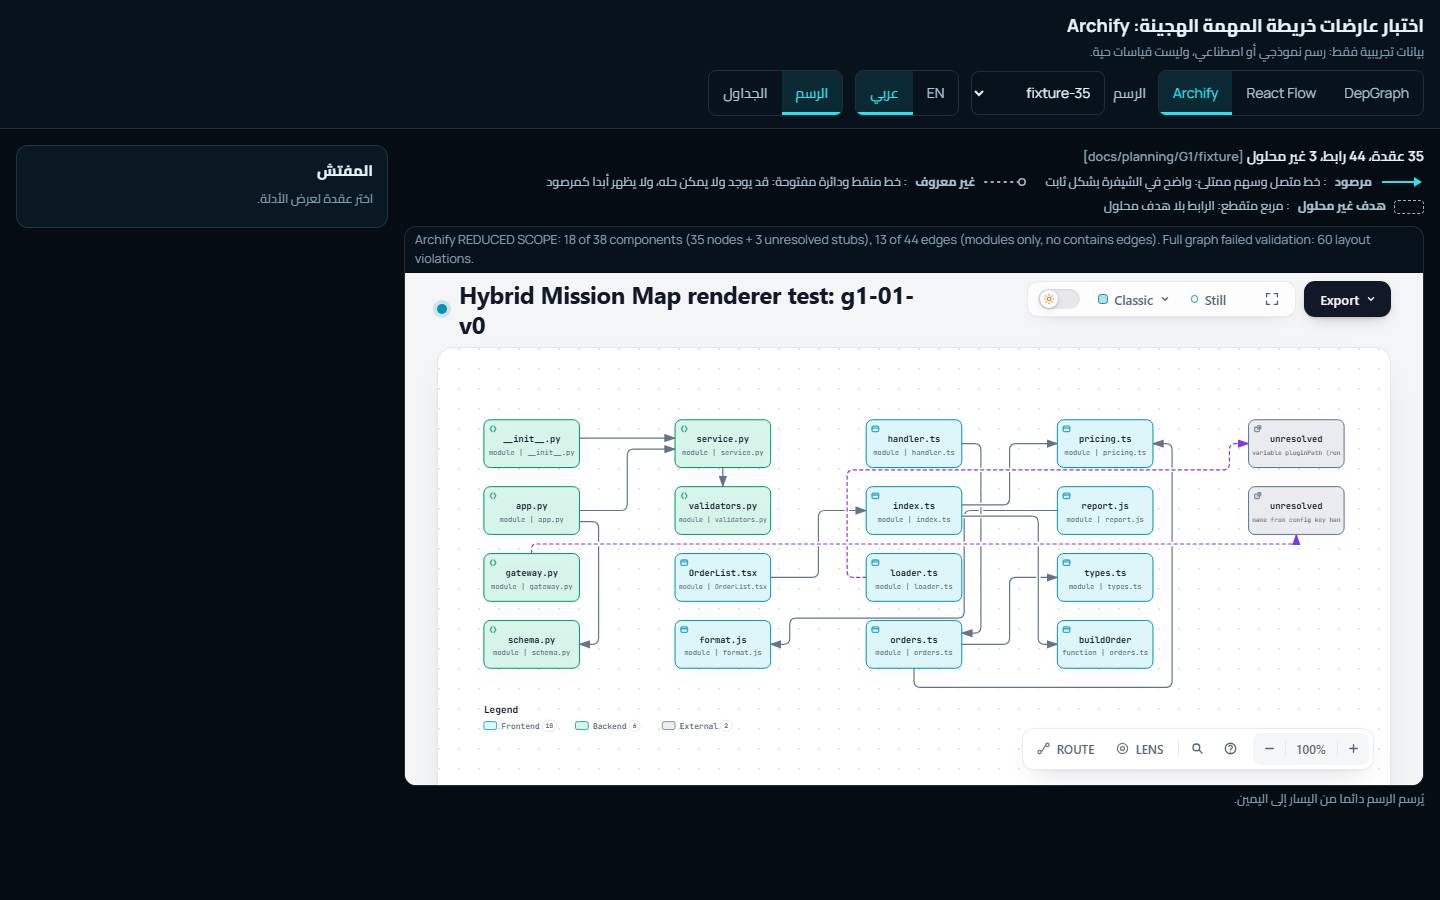 اختبار عارضات خريطة المهمة الهجينة: Archify
بيانات تجريبية فقط: رسم نموذجي أو اصطناعي، وليست قياسات حية.
DepGraph React Flow Archify الرسم fixture-35 EN عربي الرسم الجداول
35 عقدة، 44 رابط، 3 غير محلول [docs/planning/G1/fixture]
مرصود : خط متصل وسهم ممتلئ: واضح في الشيفرة بشكل ثابت غير معروف : خط منقط ودائرة مفتوحة: قد يوجد ولا يمكن حله، ولا يظهر أبدا كمرصود
هدف غير محلول : مربع متقطع: الرابط بلا هدف محلول
المفتش
اختر عقدة لعرض الأدلة.
Archify REDUCED SCOPE: 18 of 38 components (35 nodes + 3 unresolved stubs), 13 of 44 edges (modules only, no contains edges). Full graph failed validation: 60 layout
violations.
Hybrid Mission Map renderer test: g1-01-
v0
Classic Still Export
__init__.py
module | __init__.py
service.py
module | service.py
handler.ts
module | handler.ts
pricing.ts
module | pricing.ts
unresolved
variable pluginPath (run
app.py
module | app.py
validators.py
module | validators.py
index.ts
module | index.ts
report.js
module | report.js
unresolved
name from config key han
gateway.py
module | gateway.py
OrderList.tsx
module | OrderList.tsx
loader.ts
module | loader.ts
types.ts
module | types.ts
schema.py
module | schema.py
format.js
module | format.js
orders.ts
module | orders.ts
buildOrder
function | orders.ts
Legend
Frontend 10 Backend 6 External 2
ROUTE LENS − 100% +
يُرسم الرسم دائما من اليسار إلى اليمين.